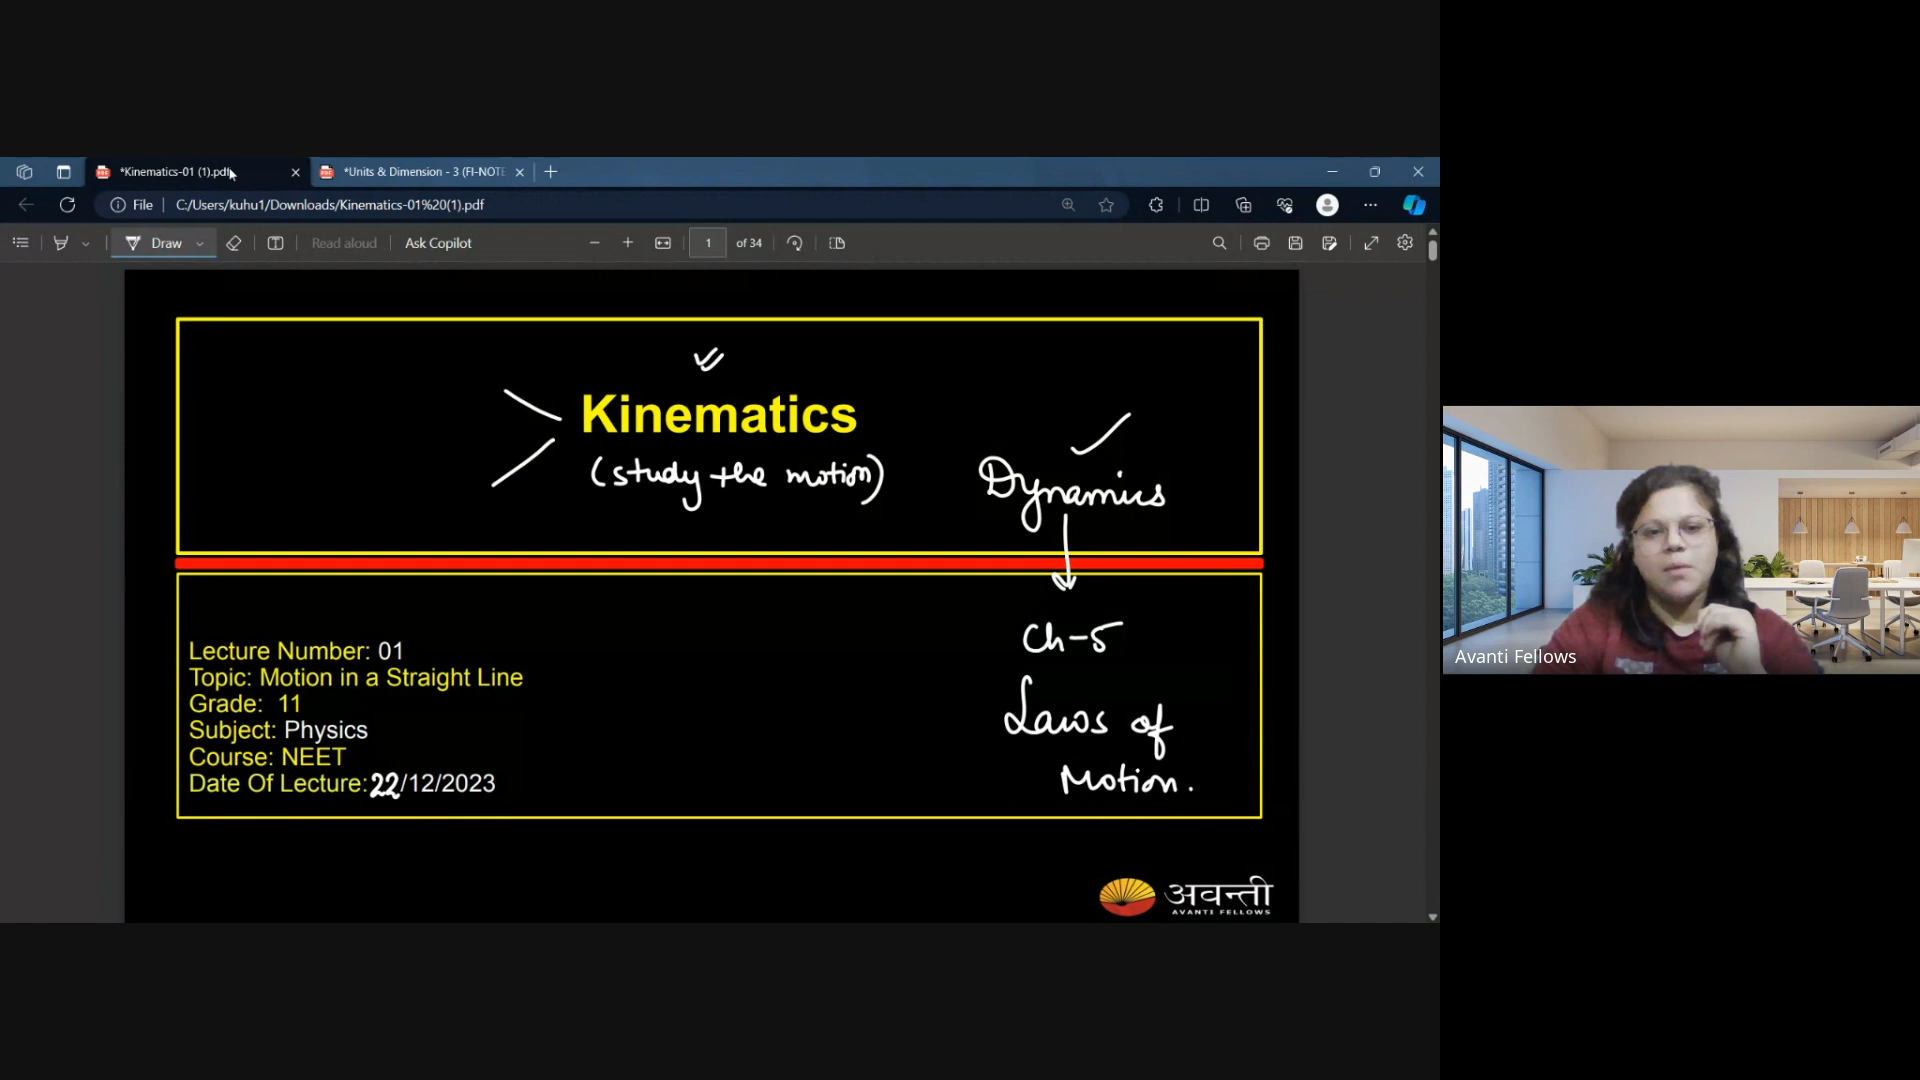 *Kinematics-01 (1).pdf
*Units & Dimension - 3 (FI-NOTE
File
C:/Users/kuhu1/Downloads/Kinematics-01%20(1).pdf
Draw
Read aloud
Ask Copilot
1
of 34
Kinematics
(study the motion)
Dynamics
Ch-5
Laws of
Motion.
Lecture Number: 01
Topic: Motion in a Straight Line
Grade: 11
Subject: Physics
Course: NEET
Date Of Lecture:22/12/2023
अवन्ती
AVANTI FELLOWS
Avanti Fellows